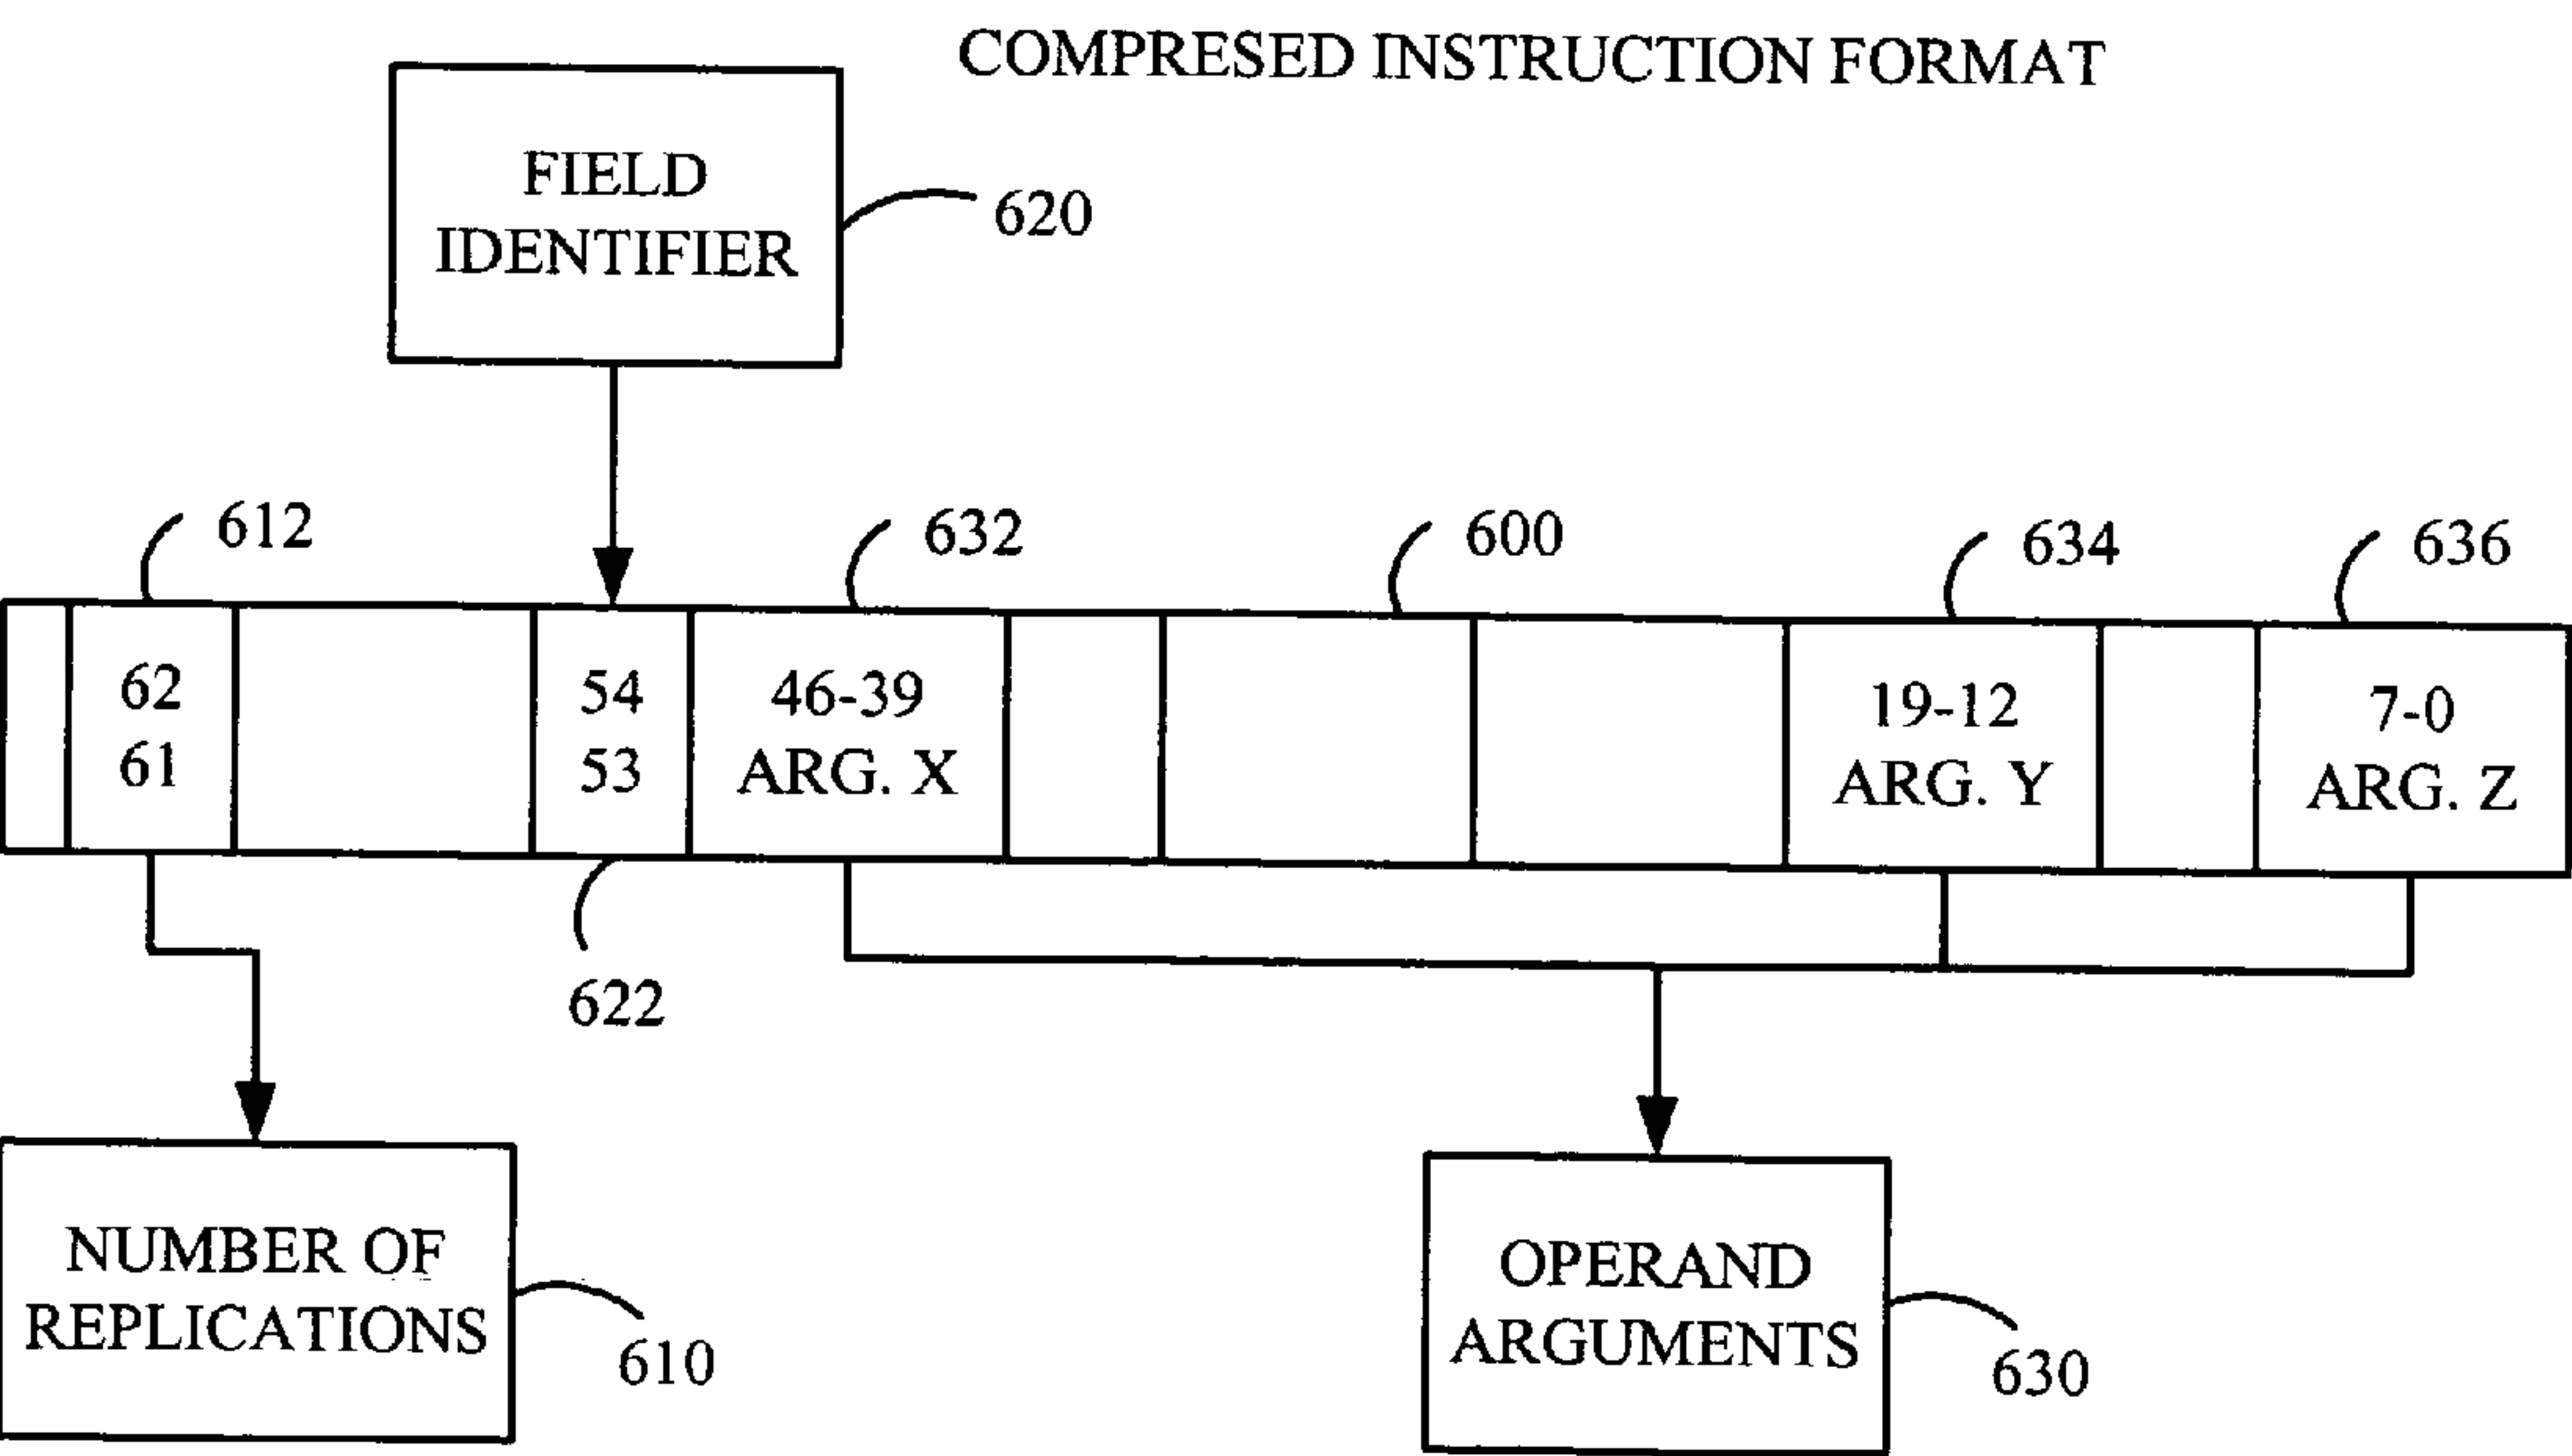 COMPRESED INSTRUCTION FORMAT
FIELD
IDENTIFIER
620
612
632
600
634
636
62
61
54
53
46-39
ARG. X
19-12
ARG. Y
7-0
ARG. Z
622
NUMBER OF
REPLICATIONS
610
OPERAND
ARGUMENTS
630